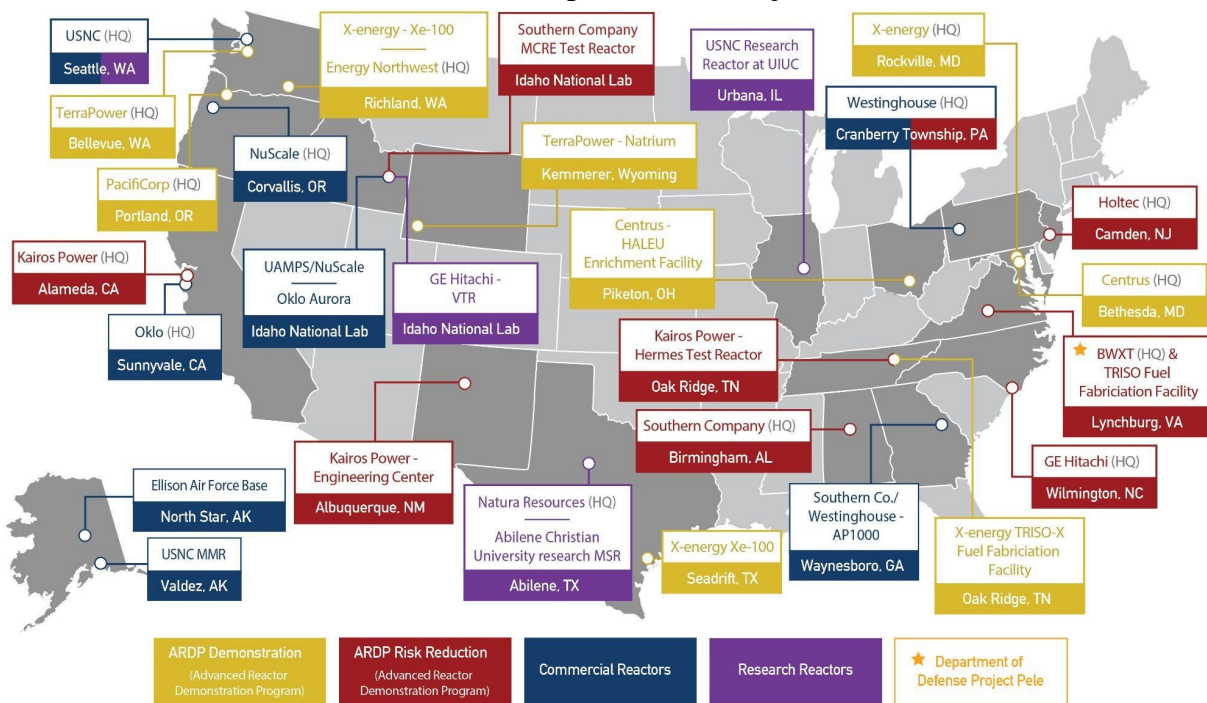 USNC (HQ)
Seattle, WA
TerraPower (HQ)
Bellevue, WA
PacifiCorp (HQ)
Portland, OR
X-energy - Xe-100
Energy Northwest (HQ)
Richland, WA
NuScale (HQ)
Corvallis, OR
Southern Company
MCRE Test Reactor
Idaho National Lab
TerraPower - Natrium
Kemmerer, Wyoming
USNC Research
Reactor at UIUC
Urbana, IL
X-energy (HQ)
Rockville, MD
Westinghouse (HQ)
Cranberry Township, PA
Holtec (HQ)
Camden, NJ
Kairos Power (HQ)
Alameda, CA
Oklo (HQ)
Sunnyvale, CA
UAMPS/NuScale
Oklo Aurora
Idaho National Lab
GE Hitachi -
VTR
Idaho National Lab
Centrus -
HALEU
Enrichment Facility
Piketon, OH
Centrus (HQ)
Bethesda, MD
Kairos Power -
Hermes Test Reactor
Oak Ridge, TN
BWXT (HQ) &
TRISO Fuel
Fabriciation Facility
Lynchburg, VA
Kairos Power -
Engineering Center
Albuquerque, NM
Southern Company (HQ)
Birmingham, AL
GE Hitachi (HQ)
Wilmington, NC
Ellison Air Force Base
North Star, AK
USNC MMR
Valdez, AK
Natura Resources (HQ)
Abilene Christian
University research MSR
Abilene, TX
X-energy Xe-100
Seadrift, TX
Southern Co./
Westinghouse -
AP1000
Waynesboro, GA
X-energy TRISO-X
Fuel Fabriciation
Facility
Oak Ridge, TN
ARDP Demonstration
(Advanced Reactor
Demonstration Program)
ARDP Risk Reduction
(Advanced Reactor
Demonstration Program)
Commercial Reactors
Research Reactors
Department of
Defense Project Pele